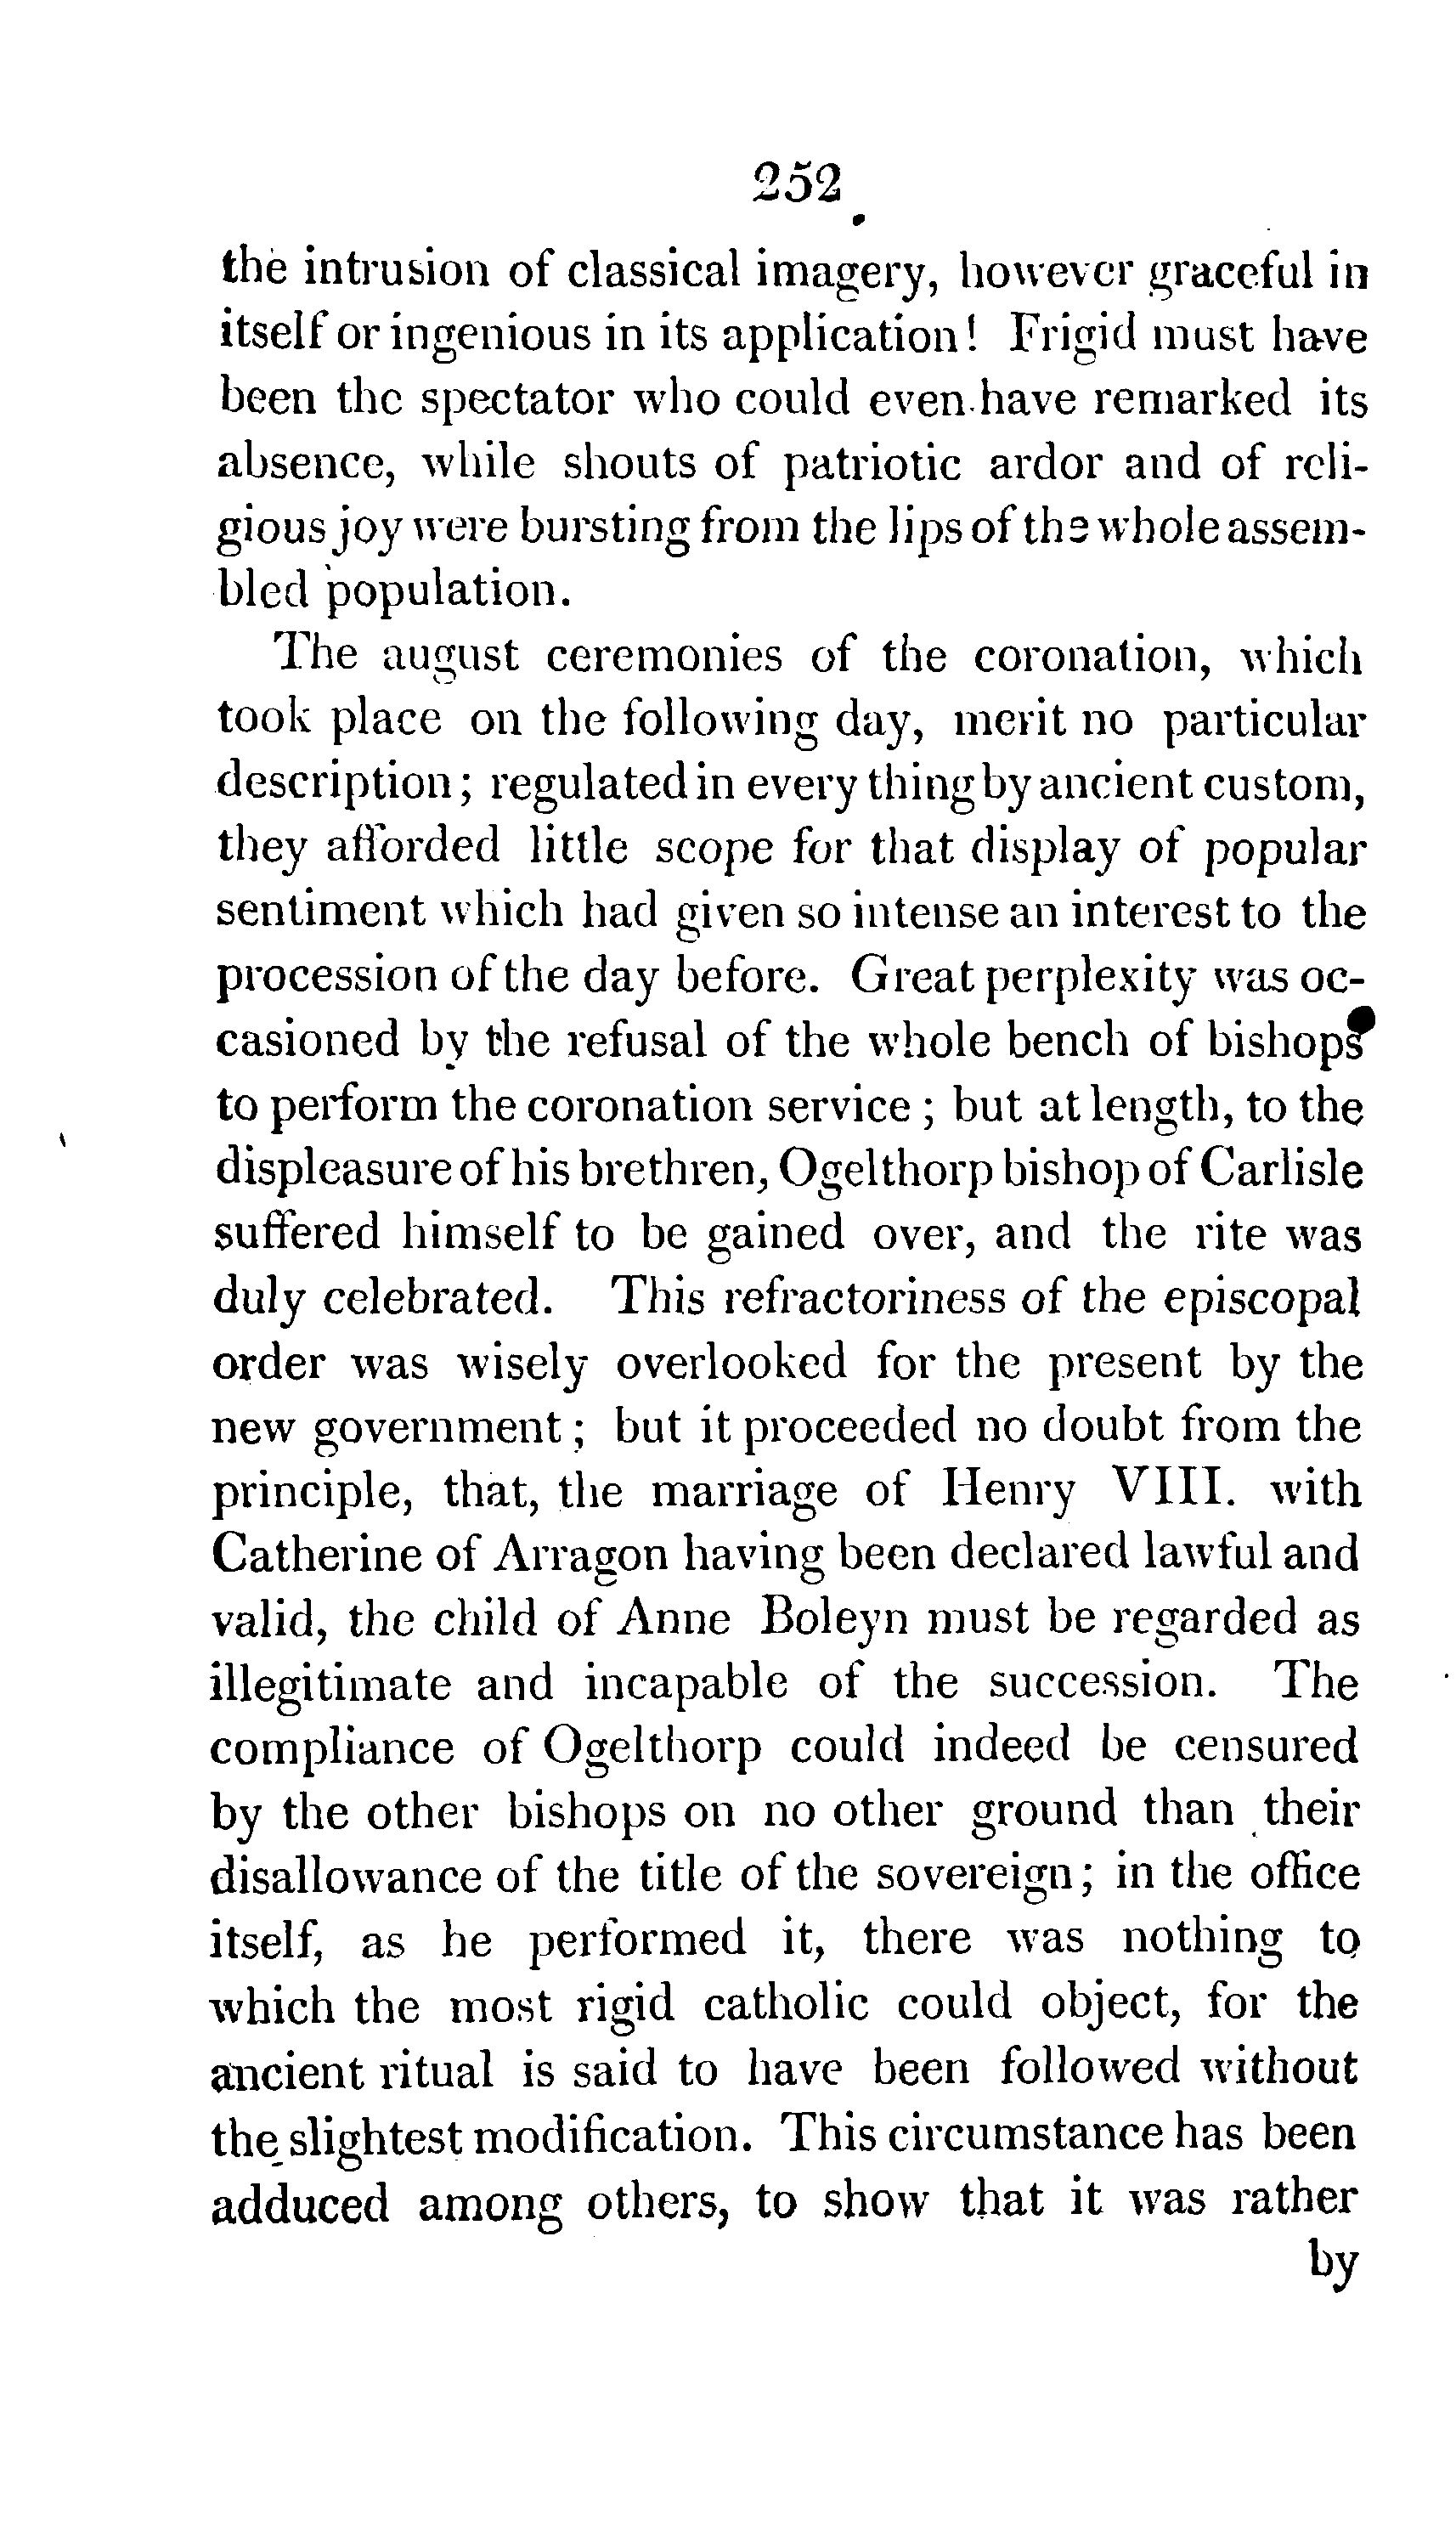 252
the intrusion of classical imagery, however graceful in
itself or ingenious in its application! Frigid must have
been the spectator who could even have remarked its
absence, while shouts of patriotic ardor and of reli-
gious joy were bursting from the lips of the whole assem-
bled population.
The august ceremonies of the coronation, which
took place on the following day, merit no particular
description; regulated in every thing by ancient custom,
they afforded little scope for that display of popular
sentiment which had given so intense an interest to the
procession of the day before. Great perplexity was oc-
casioned by the refusal of the whole bench of bishops
to perform the coronation service; but at length, to the
displeasure of his brethren, Ogelthorp bishop of Carlisle
suffered himself to be gained over, and the rite was
duly celebrated. This refractoriness of the episcopal
order was wisely overlooked for the present by the
new government; but it proceeded no doubt from the
principle, that, the marriage of Henry VIII. with
Catherine of Arragon having been declared lawful and
valid, the child of Anne Boleyn must be regarded as
illegitimate and incapable of the succession. The
compliance of Ogelthorp could indeed be censured
by the other bishops on no other ground than their
disallowance of the title of the sovereign; in the office
itself, as he performed it, there was nothing to
which the most rigid catholic could object, for the
ancient ritual is said to have been followed without
the slightest modification. This circumstance has been
adduced among others, to show that it was rather
by